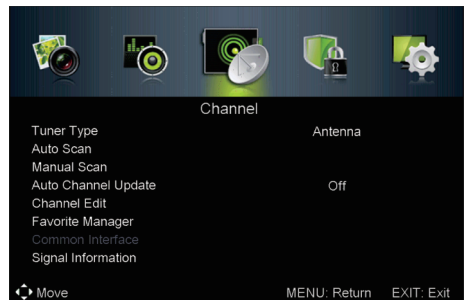 Channel
Tuner Type Antenna
Auto Scan
Manual Scan
Auto Channel Update Off
Channel Edit
Favorite Manager
Common Interface
Signal Information
Move MENU: Return EXIT: Exit